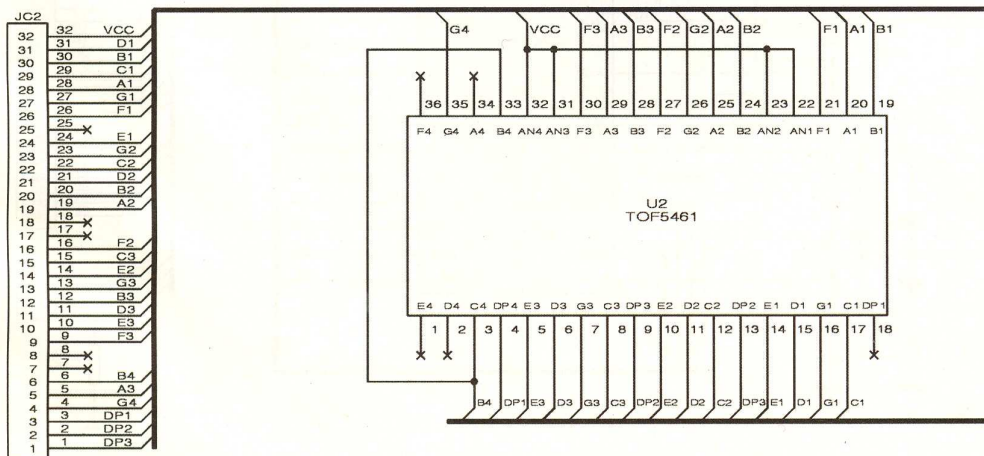 JC2
32 32 VCC
31 31 D1
30 30 B1
29 29 C1
28 28 A1
27 27 G1
26 26 F1
25 25
24 24 E1
23 23 G2
22 22 C2
21 21 D2
20 20 B2
19 19 A2
18 18
17 17
16 16 F2
15 15 C3
14 14 E2
13 13 G3
12 12 B3
11 11 D3
10 10 E3
9 9 F3
8 8
7 7
6 6 B4
5 5 A3
4 4 G4
3 3 DP1
2 2 DP2
1 1 DP3
G4 VCC F3 A3 B3 F2 G2 A2 B2 F1 A1 B1
36 35 34 33 32 31 30 29 28 27 26 25 24 23 22 21 20 19
F4 G4 A4 B4 AN4 AN3 F3 A3 B3 F2 G2 A2 B2 AN2 AN1 F1 A1 B1
U2
TOF5461
E4 D4 C4 DP4 E3 D3 G3 C3 DP3 E2 D2 C2 DP2 E1 D1 G1 C1 DP1
1 2 3 4 5 6 7 8 9 10 11 12 13 14 15 16 17 18
B4 DP1 E3 D3 G3 C3 DP2 E2 D2 C2 DP3 E1 D1 G1 C1